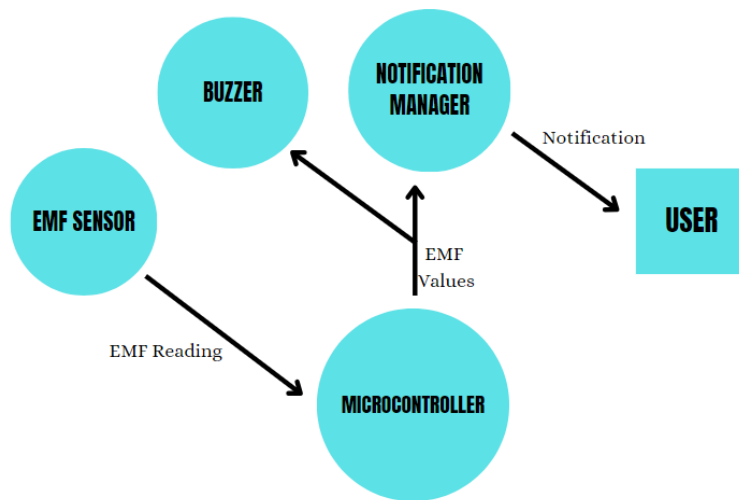 NOTIFICATION
MANAGER
BUZZER
Notification
EMF SENSOR
USER
EMF
Values
EMF Reading
MICROCONTROLLER